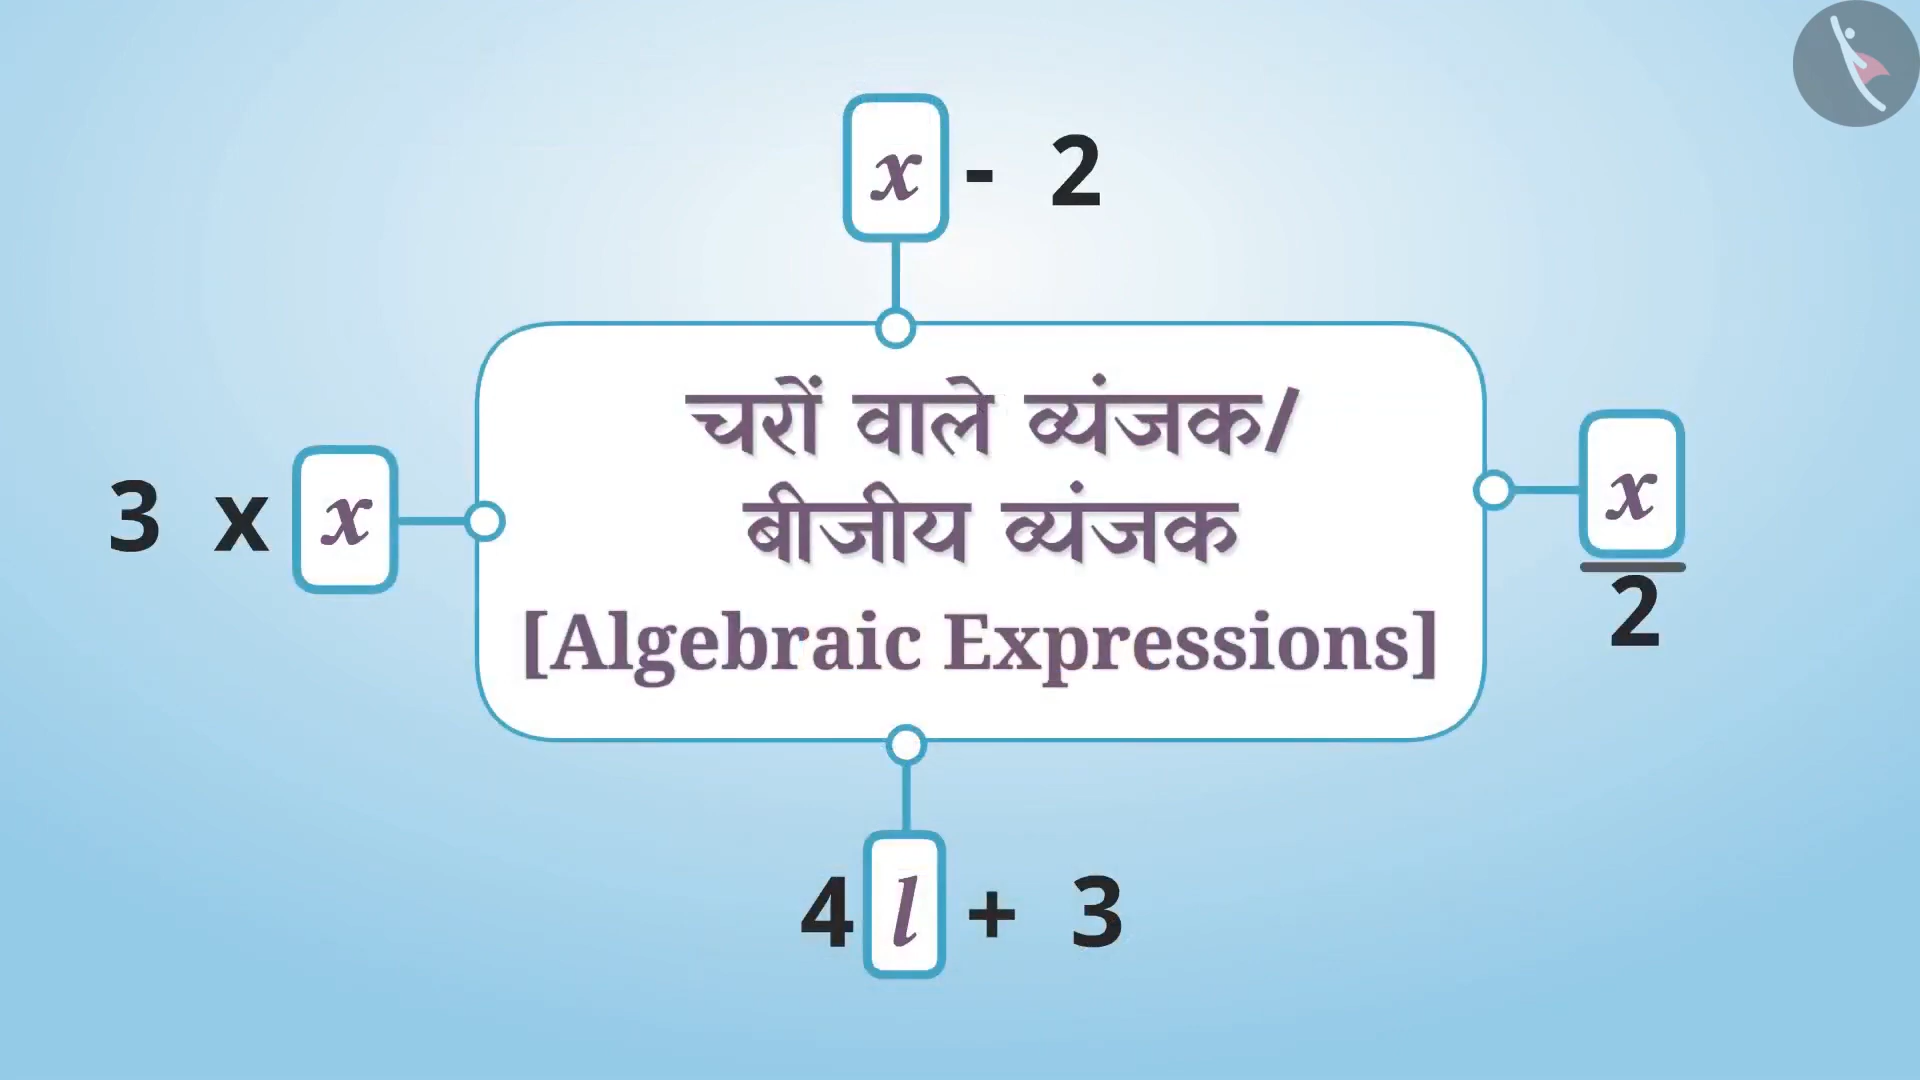 x - 2
चरों वाले व्यंजक/
बीजीय व्यंजक
[Algebraic Expressions]
3 x x
x
2
4 l + 3